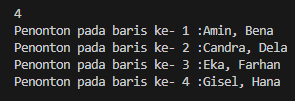 4
Penonton pada baris ke- 1 :Amin, Bena
Penonton pada baris ke- 2 :Candra, Dela
Penonton pada baris ke- 3 :Eka, Farhan
Penonton pada baris ke- 4 :Gisel, Hana